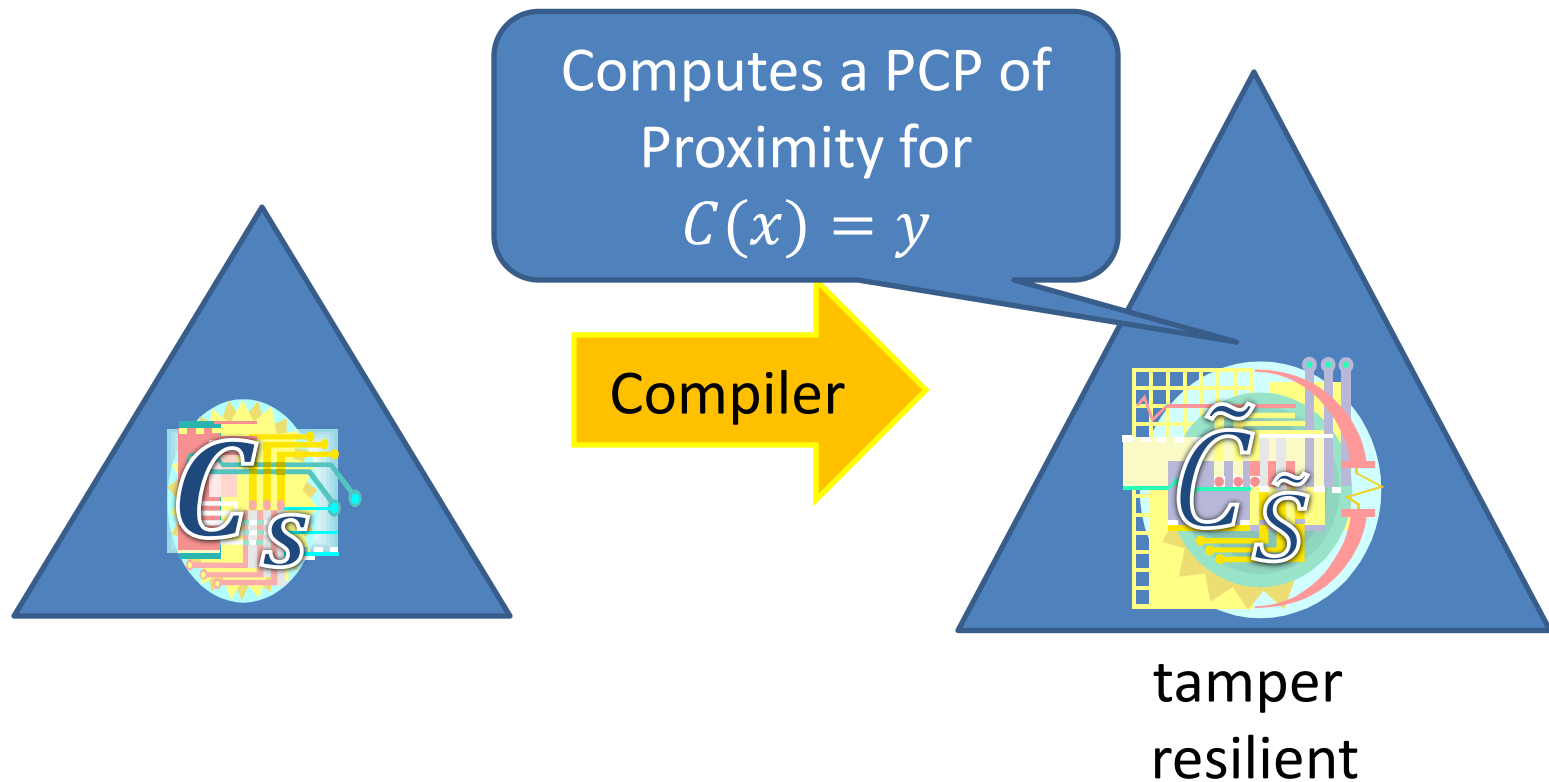 Computes a PCP of
Proximity for
𝐶(𝑥) = 𝑦
Compiler
𝑪_𝑺
𝑪̃_𝑺̃
tamper
resilient